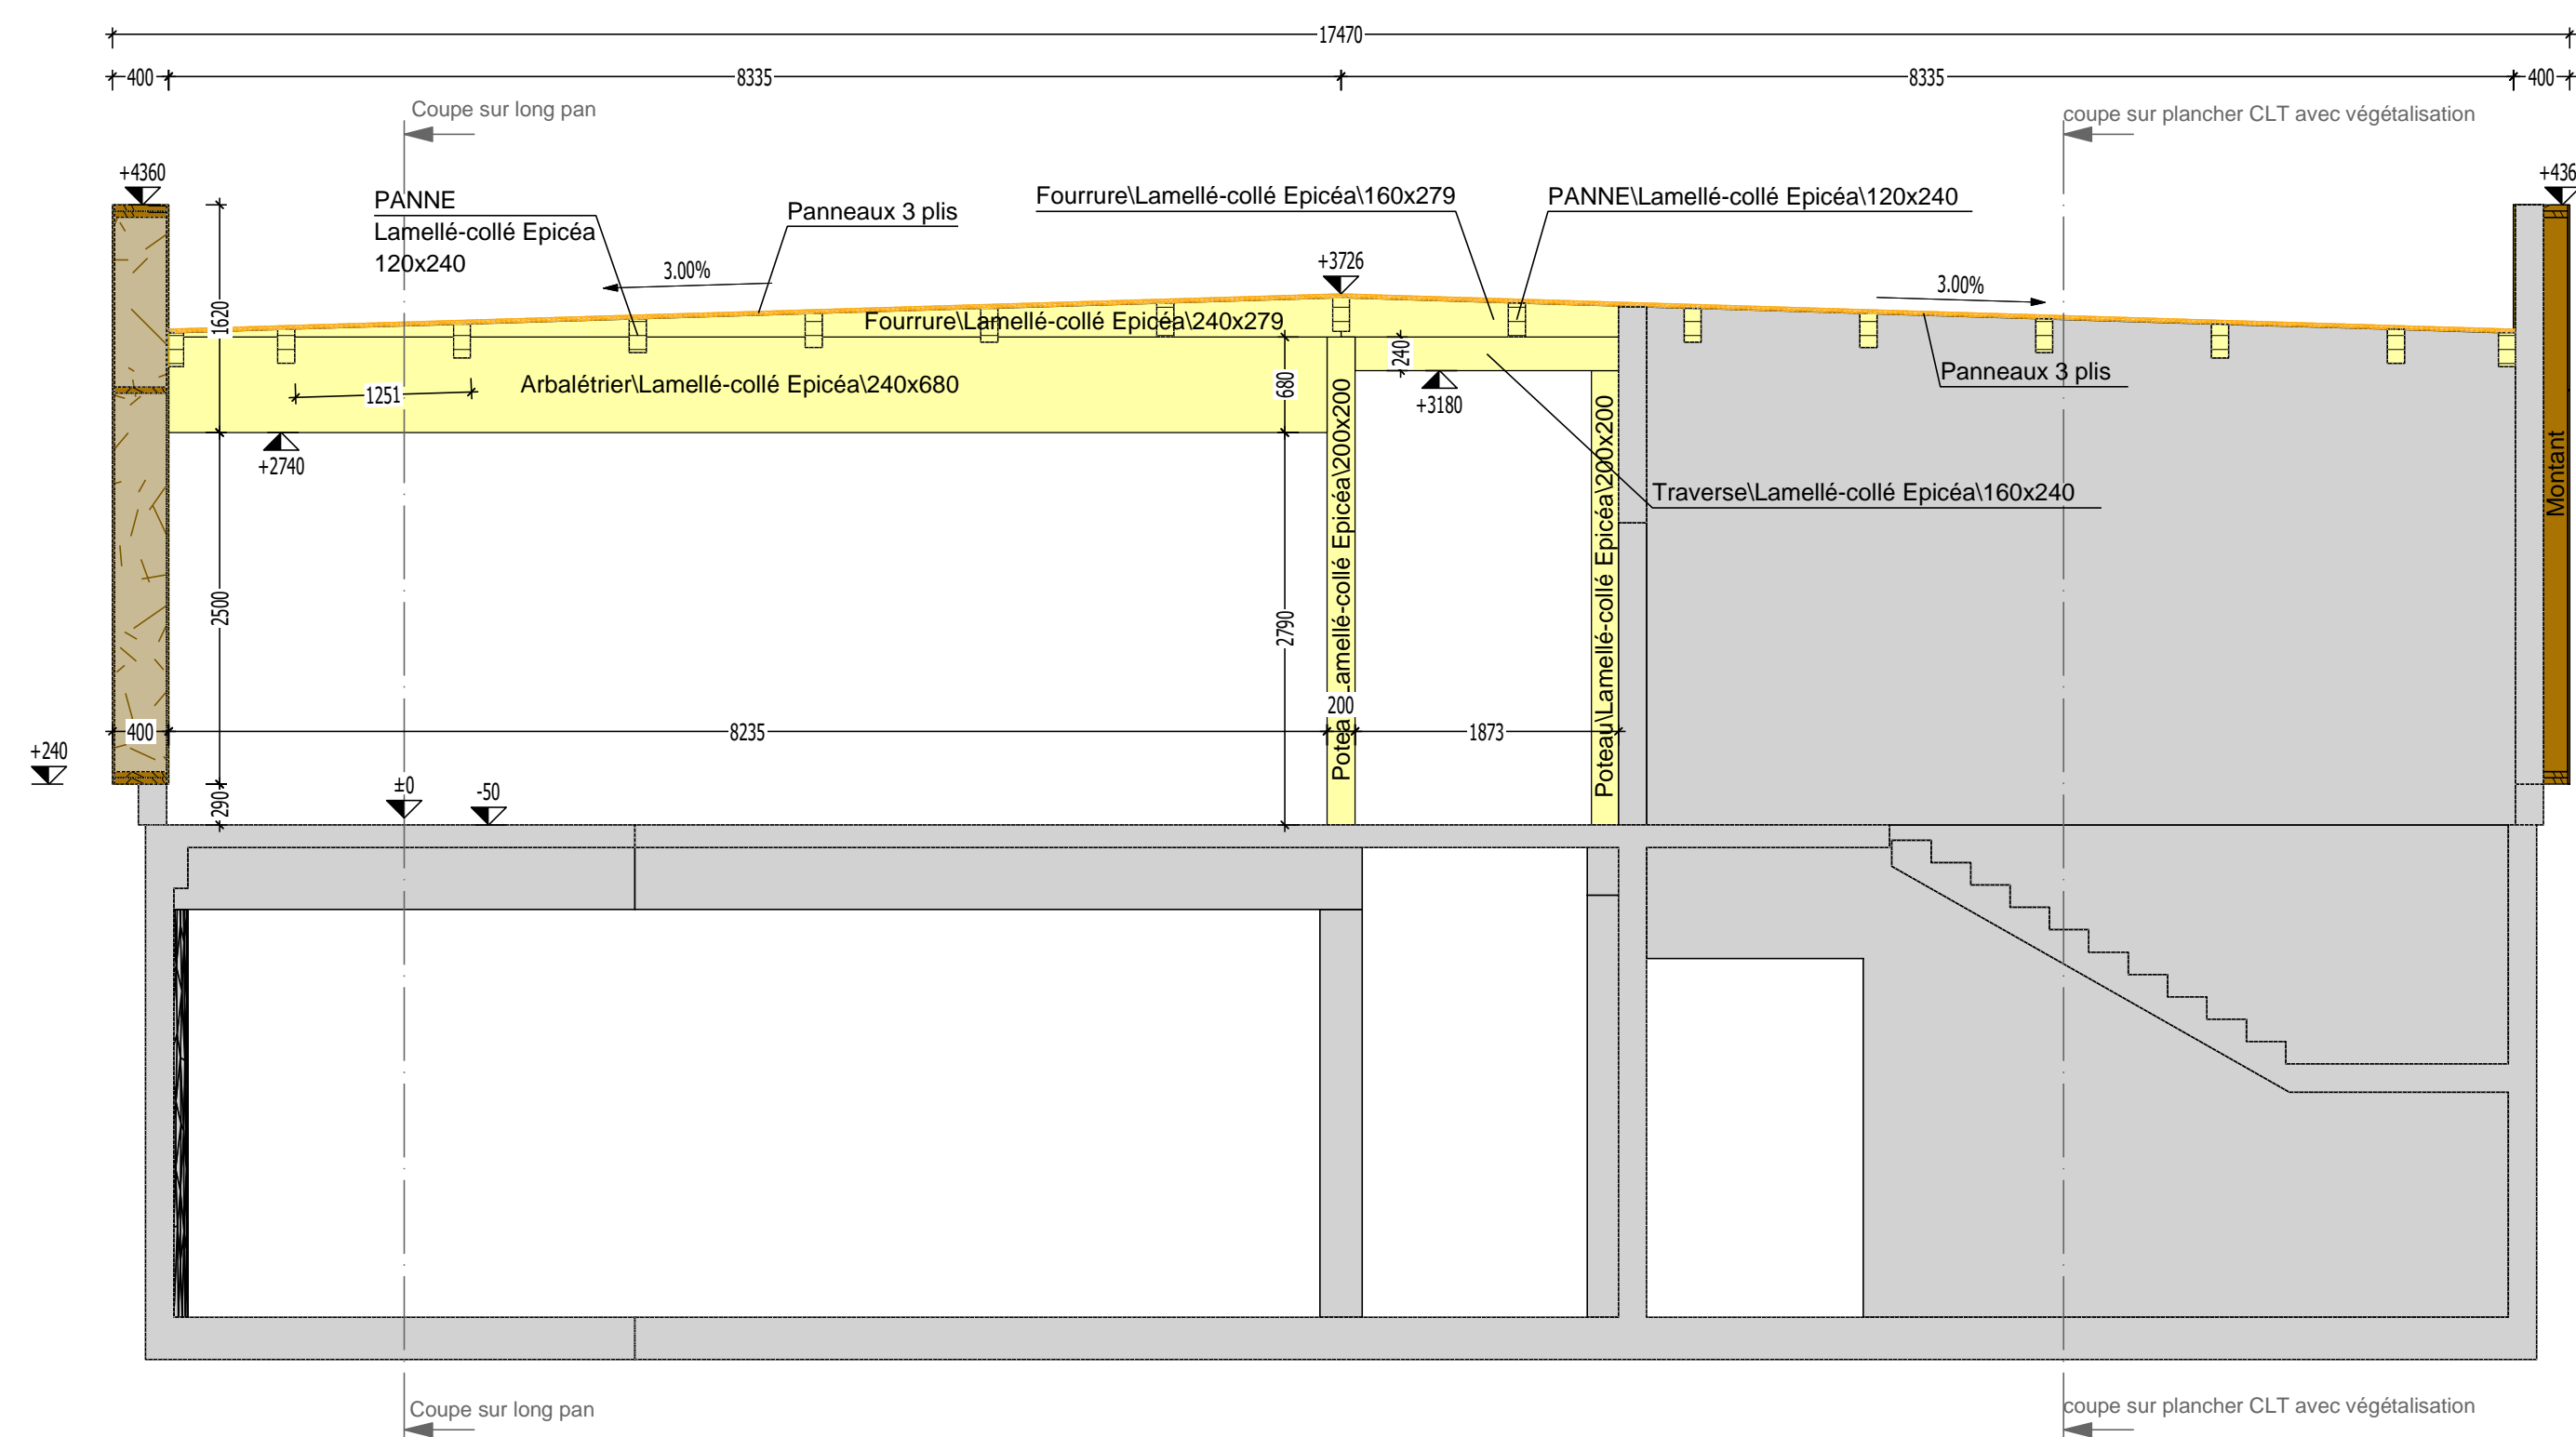 17470
400
8335
8335
400
Coupe sur long pan
coupe sur plancher CLT avec végétalisation
+4360
+436
PANNE
Lamellé-collé Epicéa
120x240
Panneaux 3 plis
Fourrure\Lamellé-collé Epicéa\160x279
PANNE\Lamellé-collé Epicéa\120x240
3.00%
+3726
3.00%
1620
Fourrure\Lamellé-collé Epicéa\240x279
240
680
Arbalétrier\Lamellé-collé Epicéa\240x680
1251
Panneaux 3 plis
+3180
+2740
Traverse\Lamellé-collé Epicéa\160x240
Montant
2500
2790
Poteau\Lamellé-collé Epicéa\200x200
Poteau\Lamellé-collé Epicéa\200x200
200
400
8235
1873
+240
290
±0
-50
Coupe sur long pan
coupe sur plancher CLT avec végétalisation